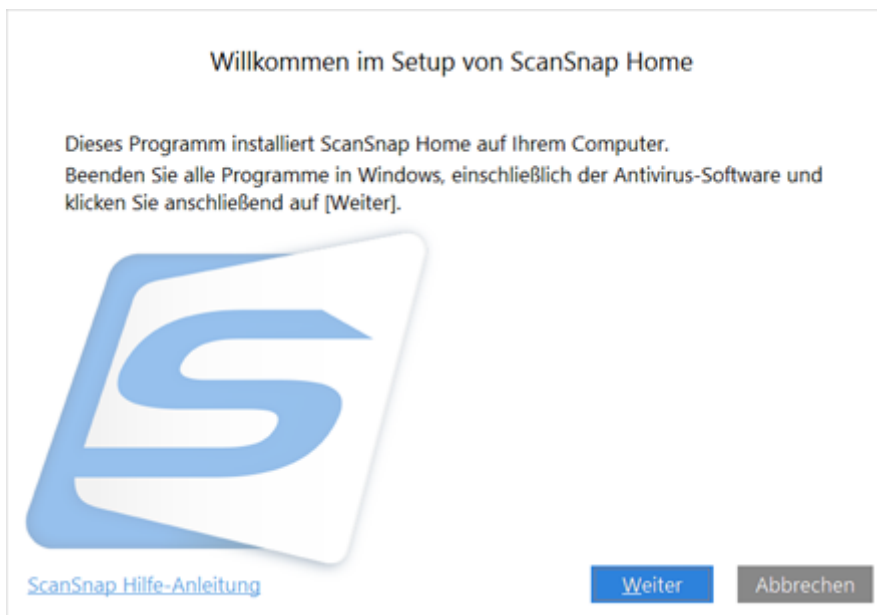 Willkommen im Setup von ScanSnap Home
Dieses Programm installiert ScanSnap Home auf Ihrem Computer.
Beenden Sie alle Programme in Windows, einschließlich der Antivirus-Software und
klicken Sie anschließend auf [Weiter].
ScanSnap Hilfe-Anleitung
Weiter
Abbrechen